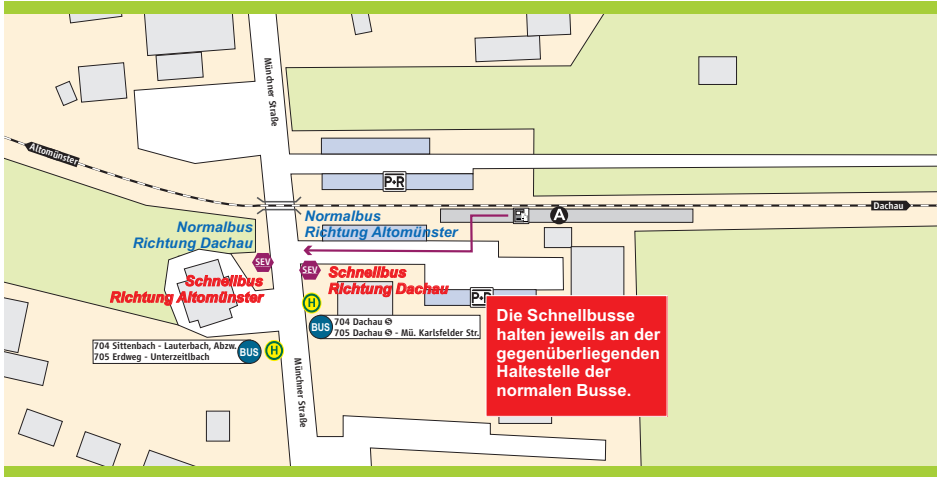 Münchner Straße
Altomünster
P+R
Dachau
A
Normalbus
Richtung Dachau
Normalbus
Richtung Altomünster
SEV
SEV
Schnellbus
Richtung Altomünster
Schnellbus
Richtung Dachau
P+R
H
BUS
704 Dachau S
705 Dachau S - Mü. Karlsfelder Str.
704 Sittenbach - Lauterbach, Abzw.
705 Erdweg - Unterzeitlbach
BUS
H
Münchner Straße
Die Schnellbusse
halten jeweils an der
gegenüberliegenden
Haltestelle der
normalen Busse.